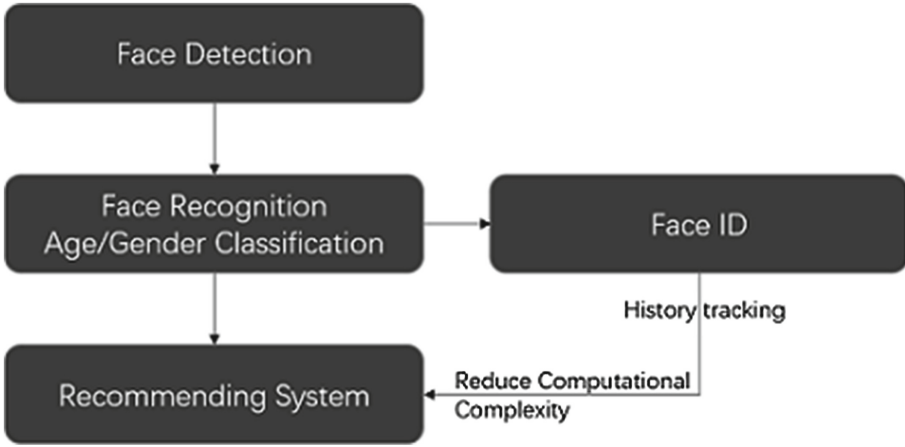 Face Detection
Face Recognition
Age/Gender Classification
Face ID
History tracking
Recommending System
Reduce Computational
Complexity